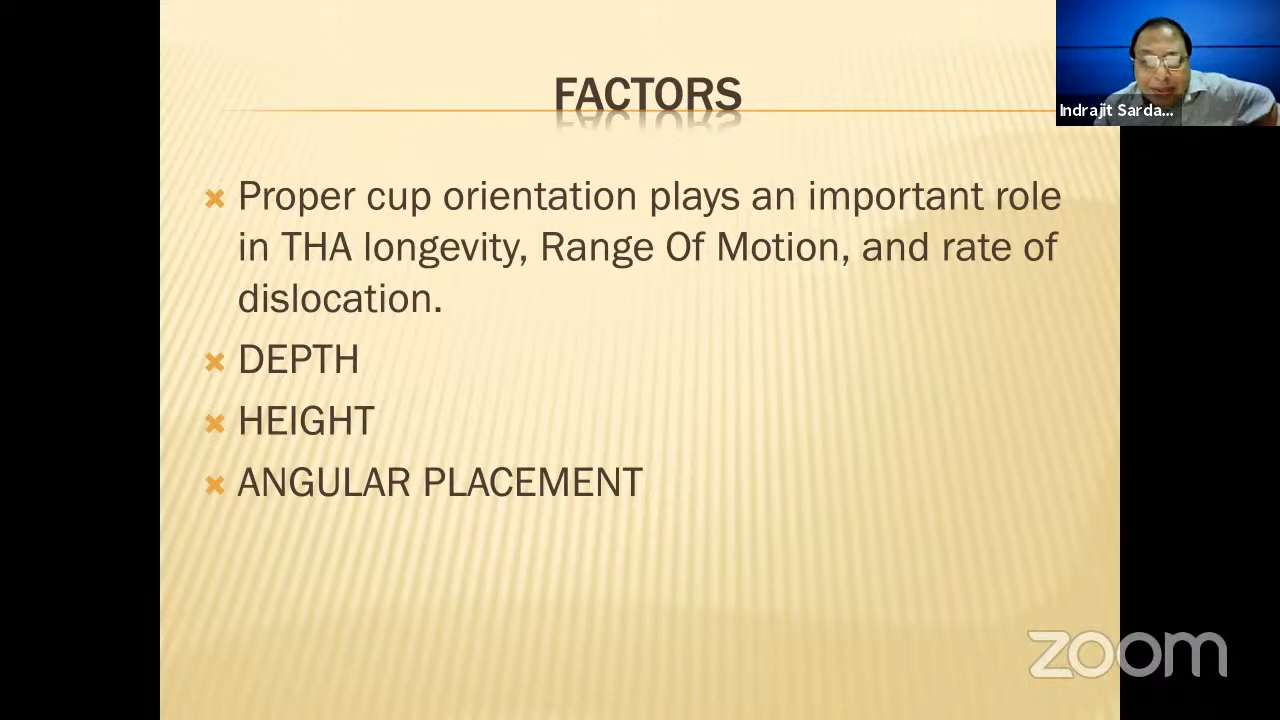 FACTORS
Indrajit Sarda...
Proper cup orientation plays an important role
in THA longevity, Range Of Motion, and rate of
dislocation.
DEPTH
HEIGHT
ANGULAR PLACEMENT
zoom